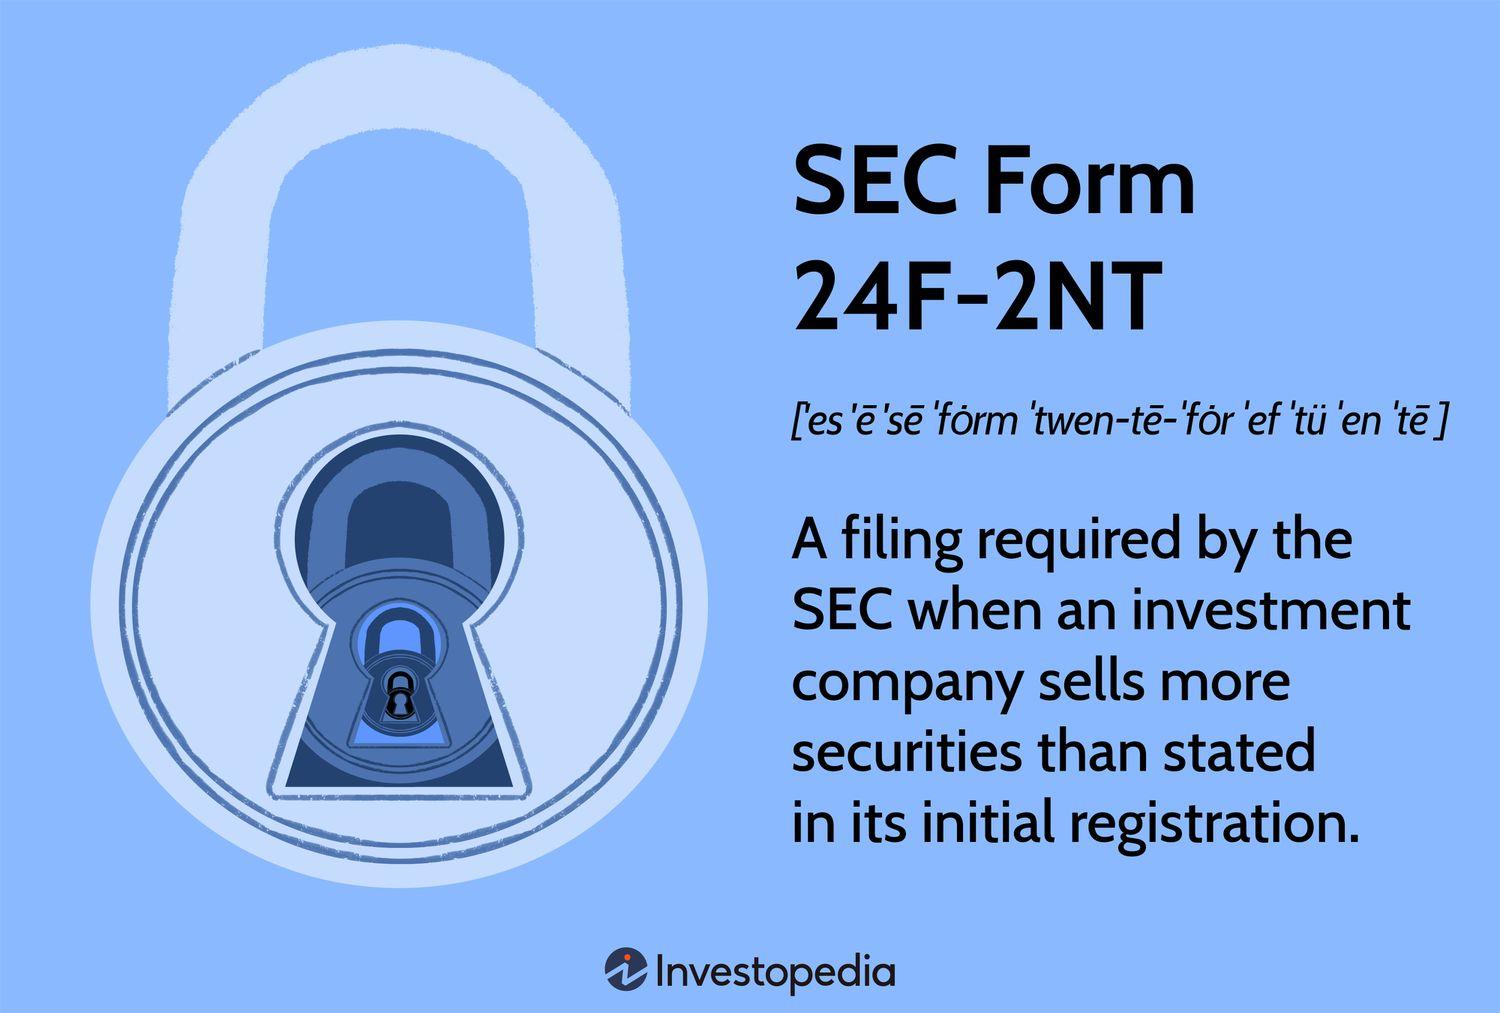 SEC Form
24F-2NT
[ˈes ˈē ˈsē ˈfȯrm ˈtwen-tē-ˈfȯr ˈef ˈtü ˈen ˈtē]
A filing required by the
SEC when an investment
company sells more
securities than stated
in its initial registration.
Investopedia